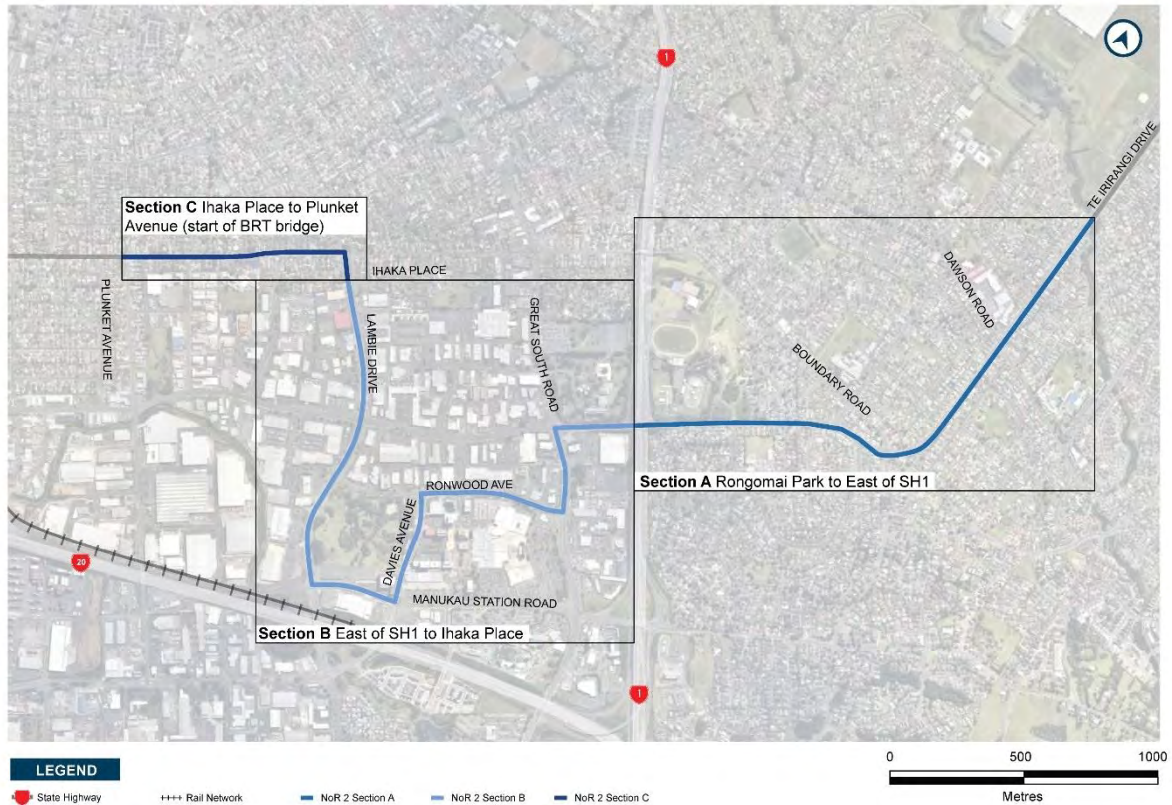 1
TE IRIRANGI DRIVE
Section C Ihaka Place to Plunket
Avenue (start of BRT bridge)
IHAKA PLACE
PLUNKET AVENUE
LAMBIE DRIVE
GREAT SOUTH ROAD
DAWSON ROAD
BOUNDARY ROAD
Section A Rongomai Park to East of SH1
RONWOOD AVE
DAVIES AVENUE
20
MANUKAU STATION ROAD
Section B East of SH1 to Ihaka Place
1
LEGEND
State Highway
Rail Network
NoR 2 Section A
NoR 2 Section B
NoR 2 Section C
0 500 1000
Metres